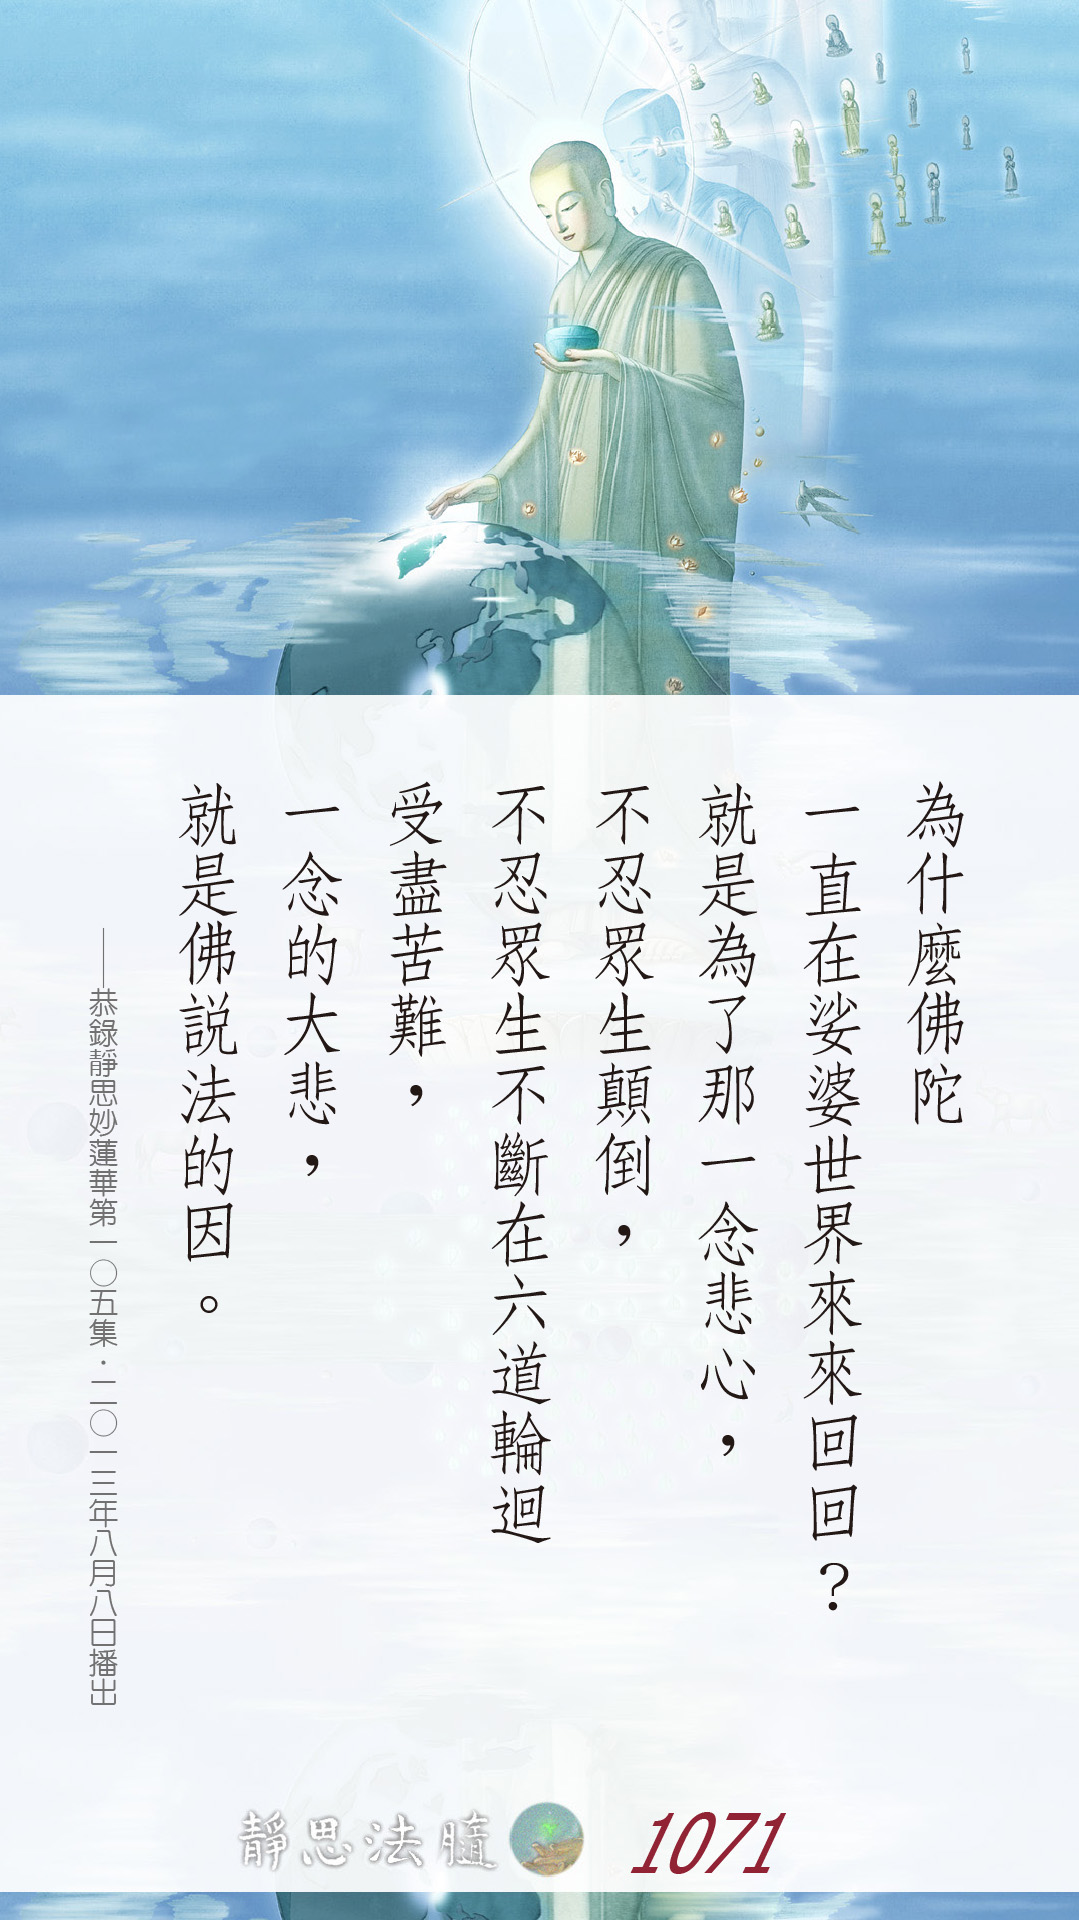 為什麼佛陀
一直在娑婆世界來來回回？
就是為了那一念悲心，
不忍眾生顛倒，
不忍眾生不斷在六道輪迴
受盡苦難，
一念的大悲，
就是佛說法的因。
——恭錄靜思妙蓮華第一〇五集·二〇一三年八月八日播出
靜思法髓
1071